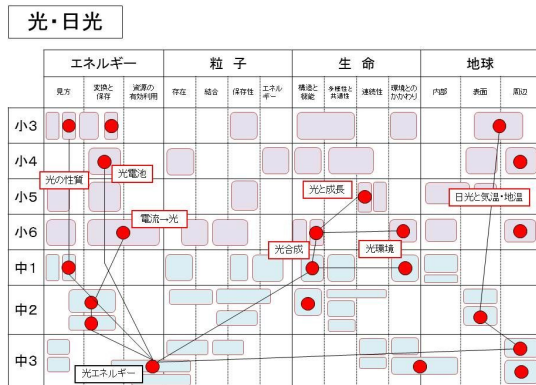 光・日光
エネルギー 粒子 生命 地球
見方 変換と保存 資源の有効利用 存在 結合 保存性 エネルギー 構造と機能 多様性と共通性 連続性 環境とのかかわり 内部 表面 周辺
小3
小4
光の性質 光電池
小5
光と成長 日光と気温・地温
小6
電流→光
光合成 光環境
中1
中2
中3
光エネルギー